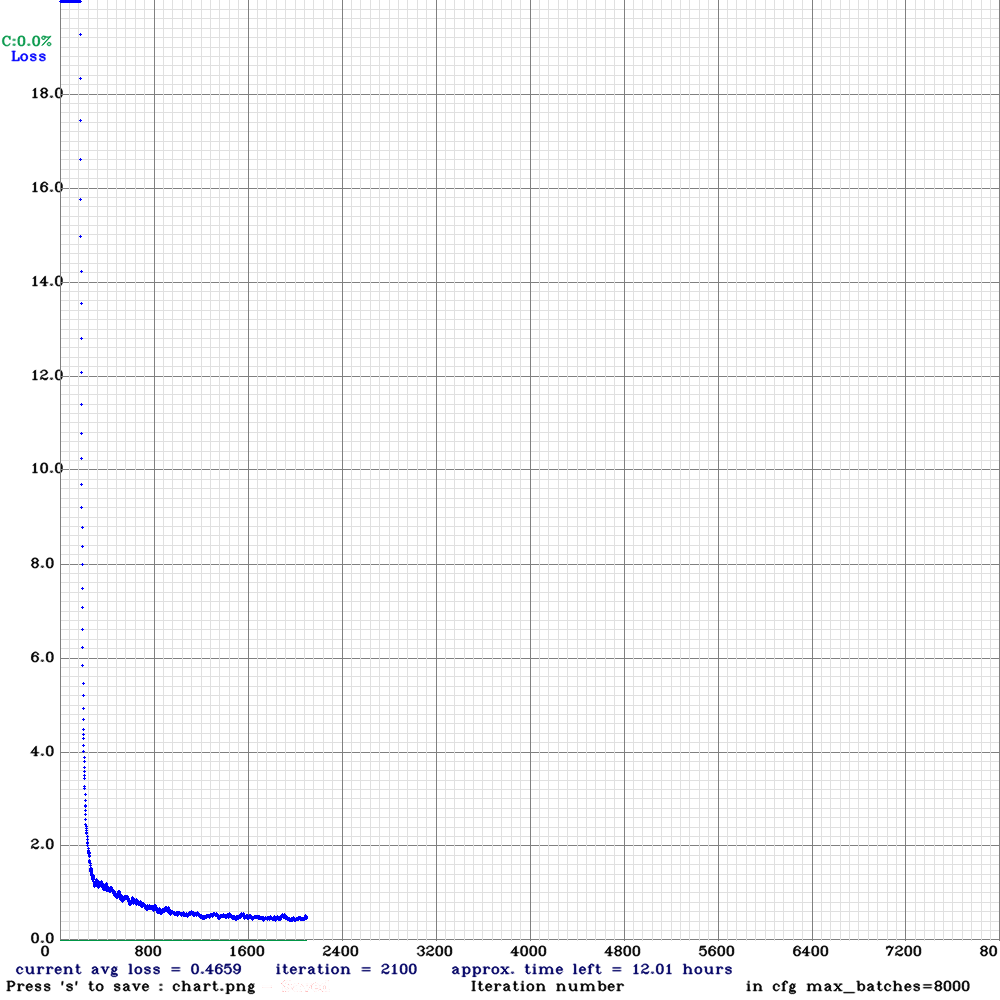 C:0.0%
Loss
18.0
16.0
14.0
12.0
10.0
8.0
6.0
4.0
2.0
0.0
0 800 1600 2400 3200 4000 4800 5600 6400 7200 80
current avg loss = 0.4659 iteration = 2100 approx. time left = 12.01 hours
Press 's' to save : chart.png Iteration number in cfg max_batches=8000